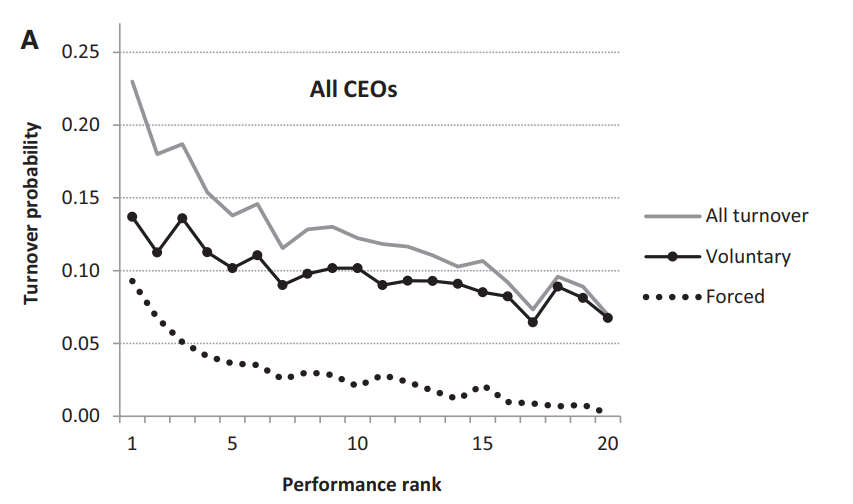 A
All CEOs
Turnover probability
0.25
0.20
0.15
0.10
0.05
0.00
1
5
10
15
20
Performance rank
All turnover
Voluntary
Forced